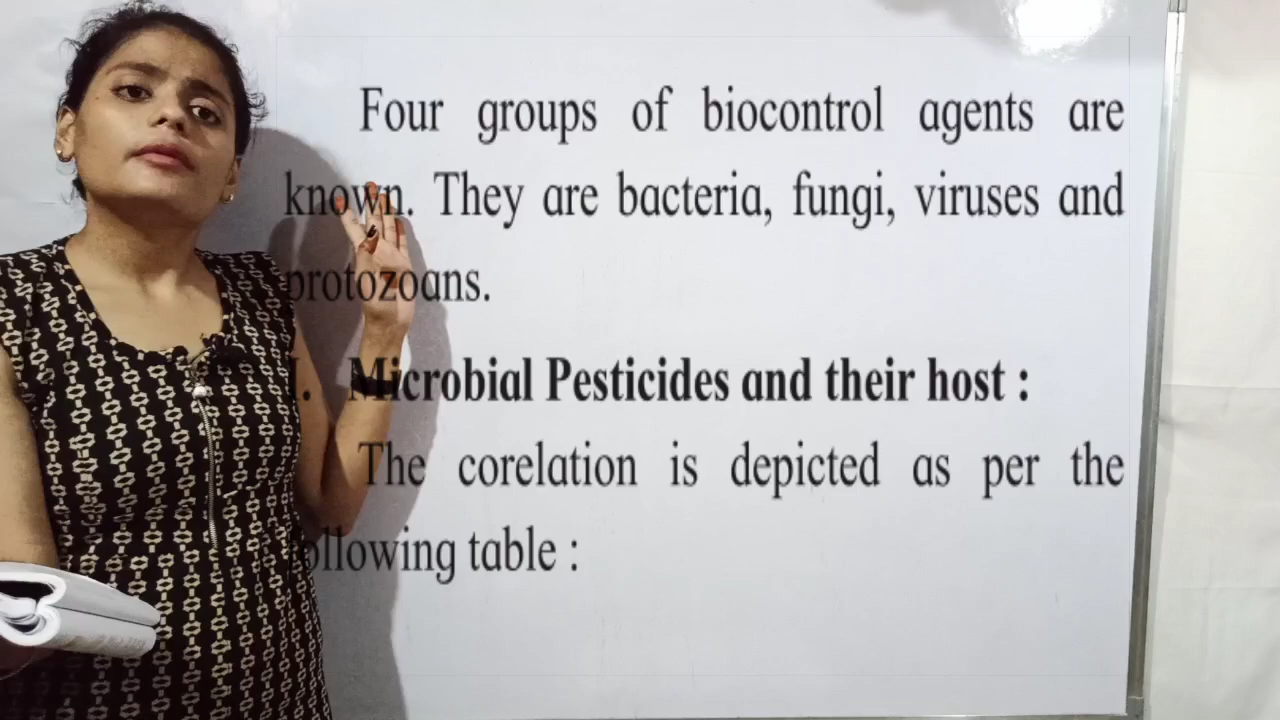 Four groups of biocontrol agents are
known. They are bacteria, fungi, viruses and
protozoans.
I. Microbial Pesticides and their host :
The corelation is depicted as per the
following table :